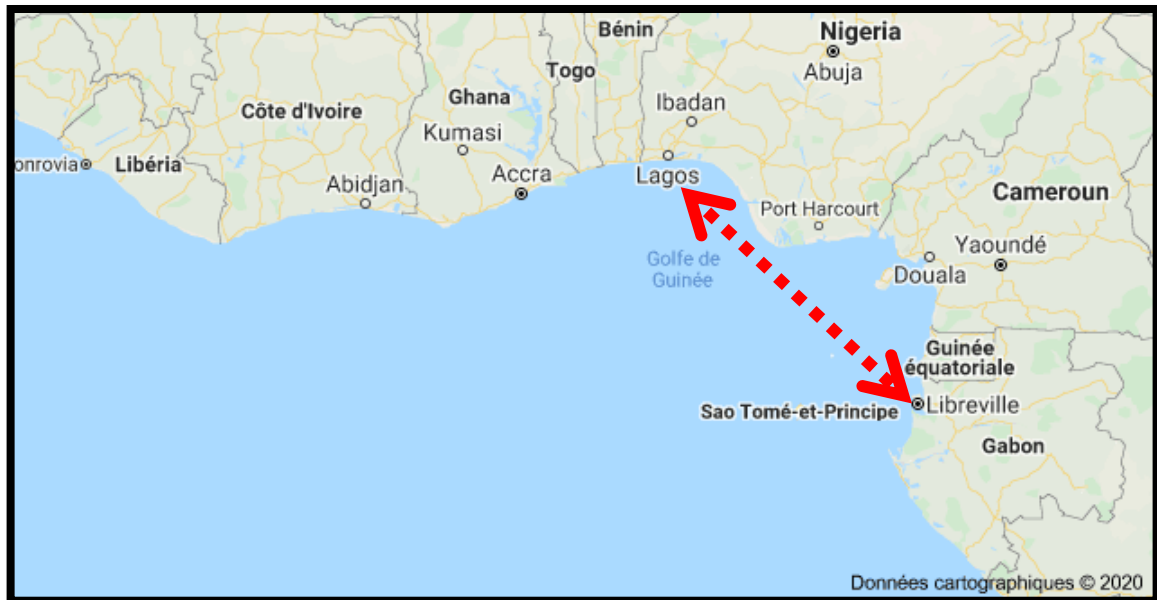 Bénin
Nigeria
Abuja
Togo
Ghana
Ibadan
Côte d'Ivoire
Kumasi
onrovia
Libéria
Accra
Lagos
Abidjan
Cameroun
Port Harcourt
Yaoundé
Golfe de
Guinée
Douala
Guinée
équatoriale
Sao Tomé-et-Principe
Libreville
Gabon
Données cartographiques © 2020